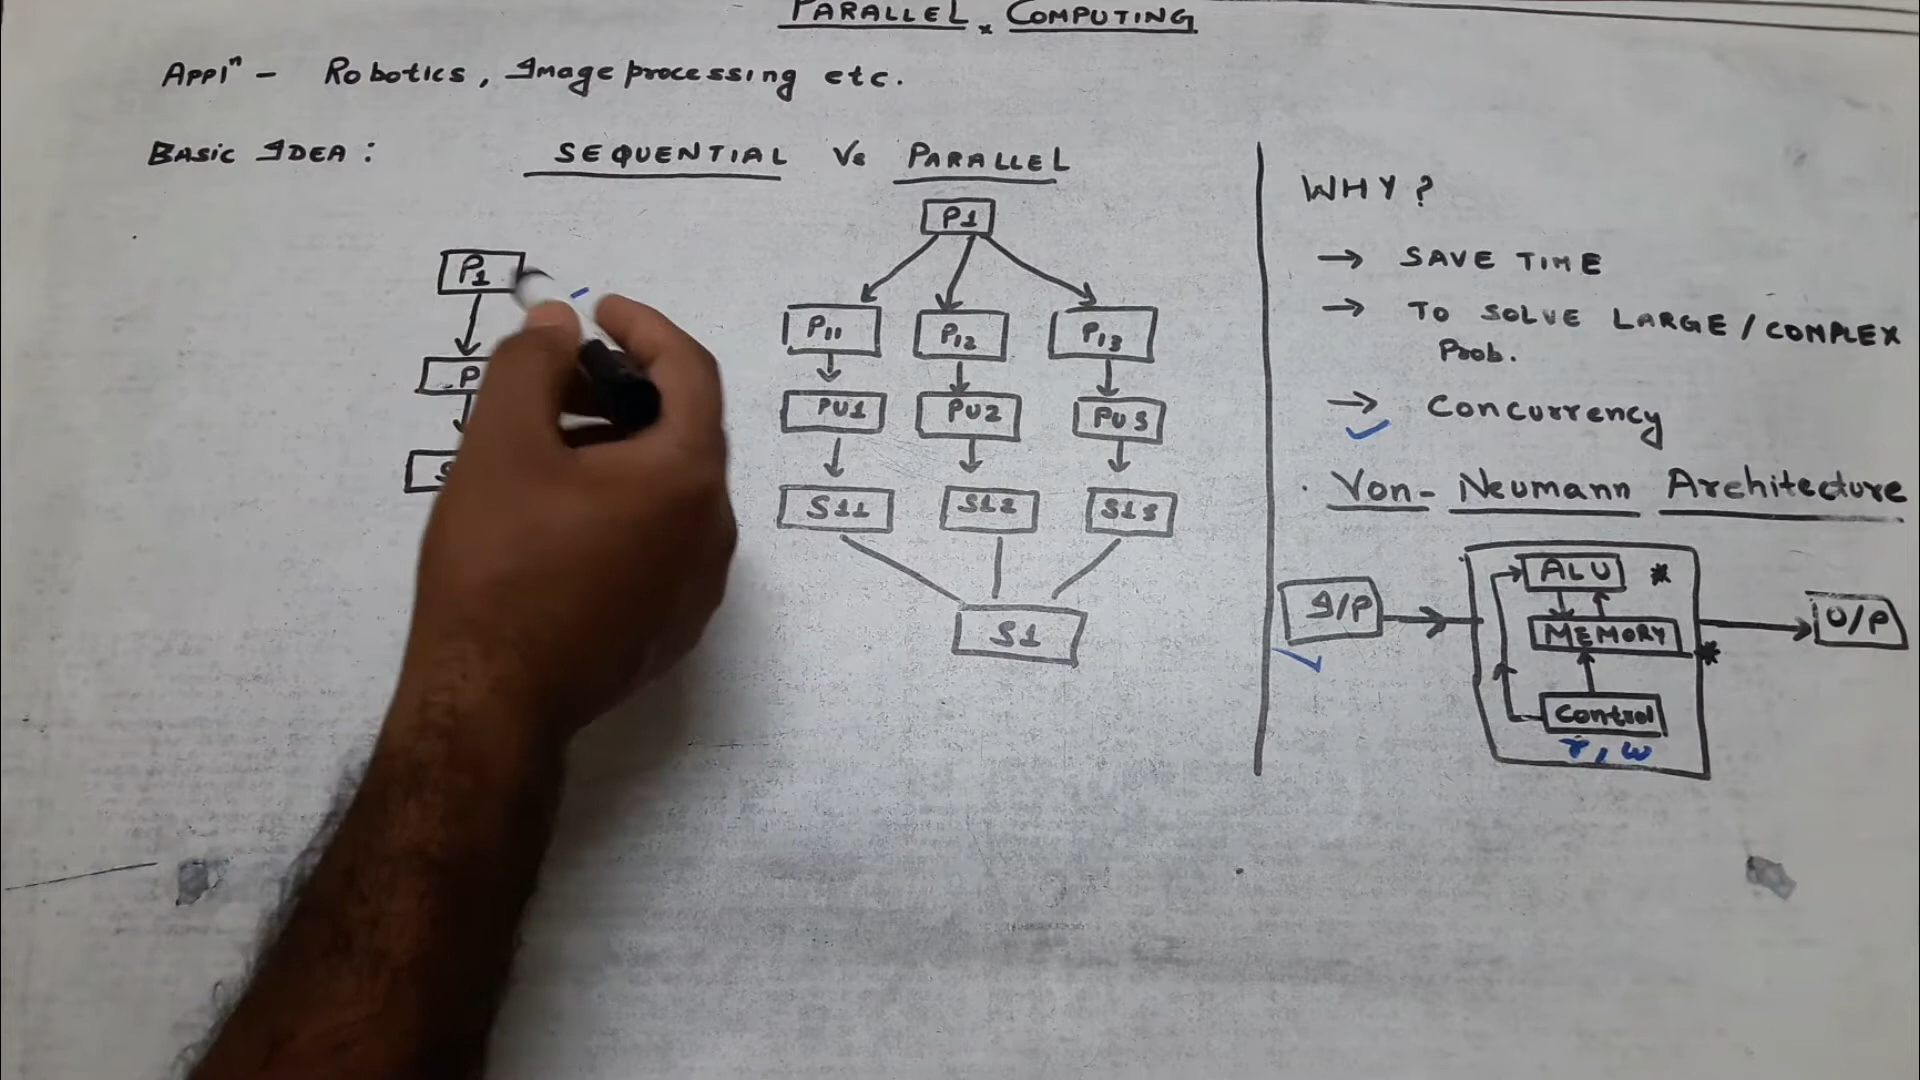 PARALLEL COMPUTING
Appl^n - Robotics, Image processing etc.
BASIC IDEA :
SEQUENTIAL Vs PARALLEL
P1
P1
P11 P12 P13
PU1 PU2 PU3
S11 S12 S13
S1
WHY ?
→ SAVE TIME
→ TO SOLVE LARGE / COMPLEX
Prob.
→ Concurrency
Von- Neumann Architecture
I/P
ALU *
MEMORY *
Control
r, w
O/P